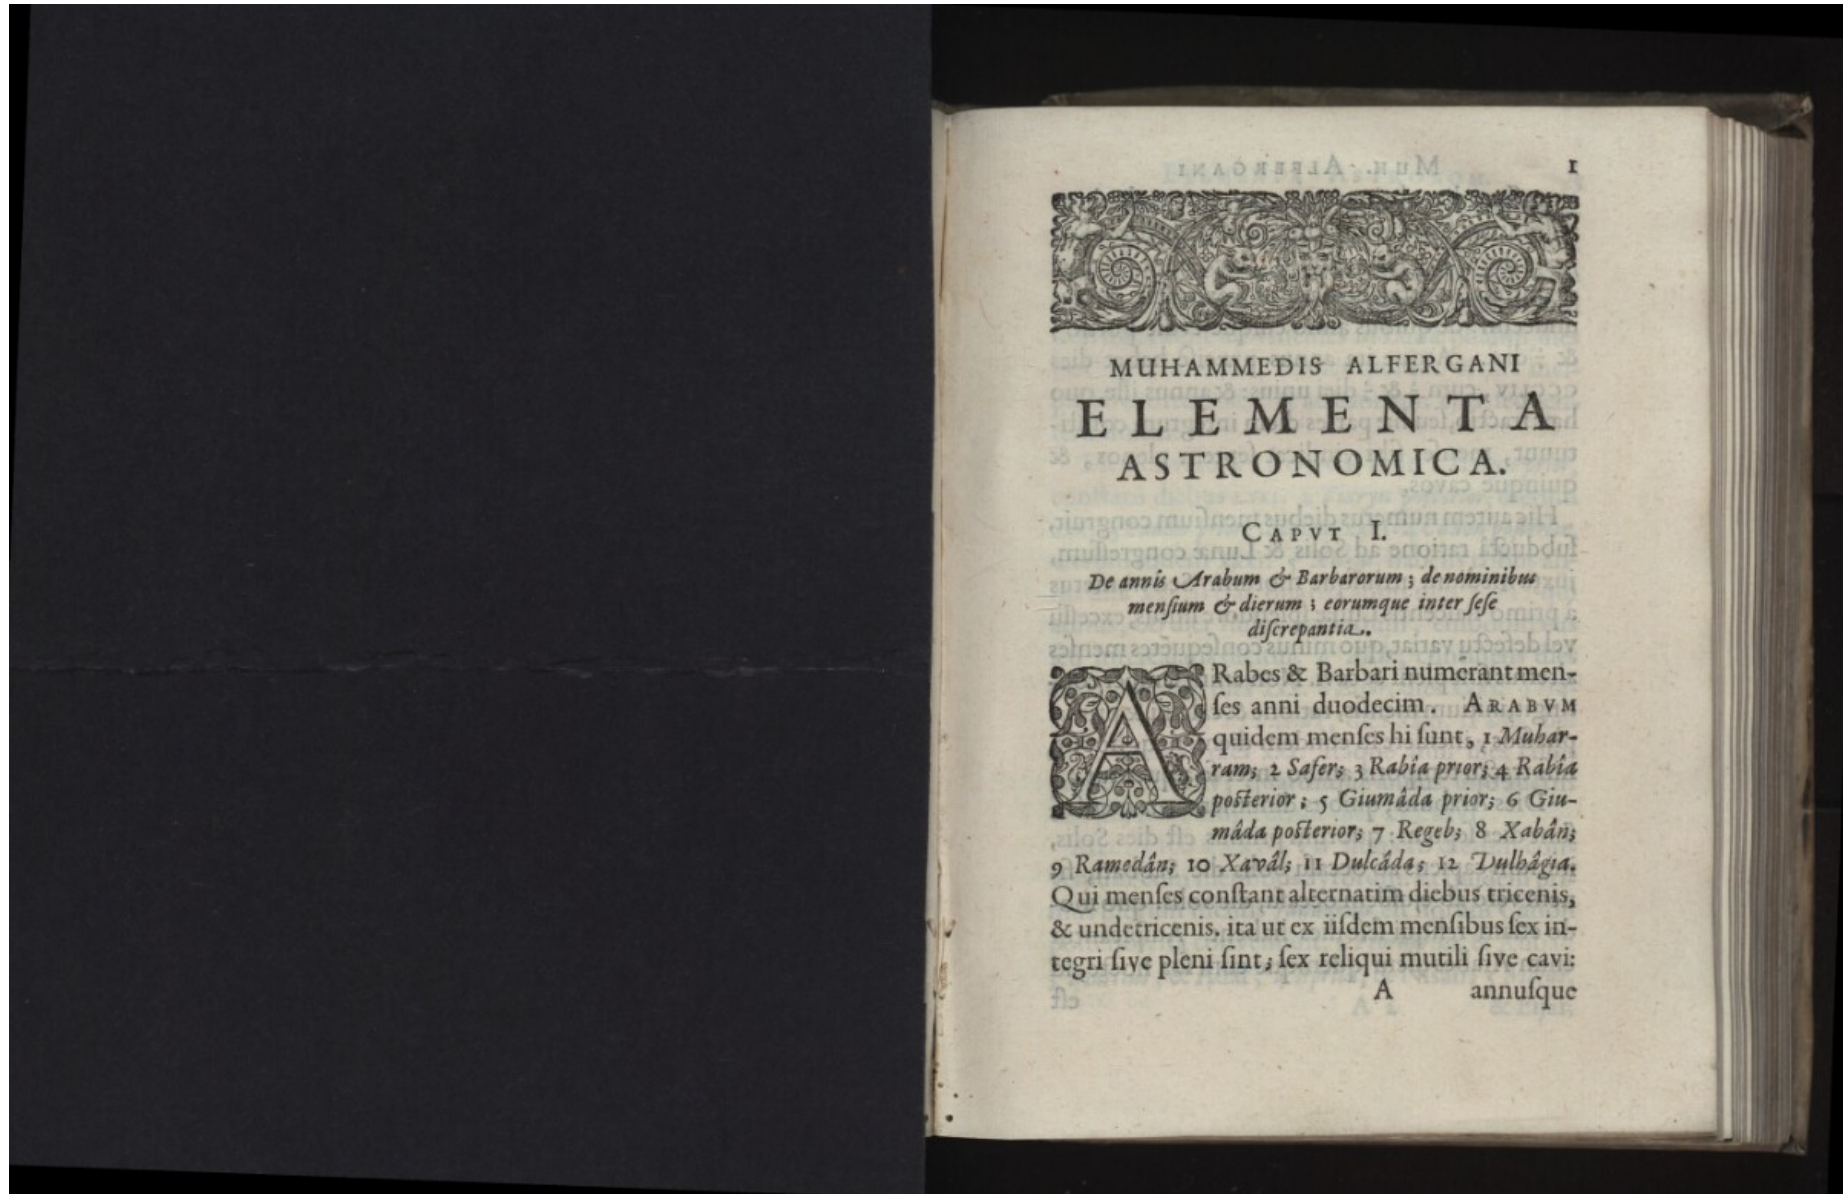 1
MUHAMMEDIS ALFERGANI
ELEMENTA
ASTRONOMICA.
CAPVT I.
De annis Arabum & Barbarorum; de nominibus
menſium & dierum; eorumque inter ſeſe
diſcrepantia.
ARabes & Barbari numerant men-
ſes anni duodecim. ARABVM
quidem menſes hi ſunt, 1 Muhar-
ram; 2 Safer; 3 Rabîa prior; 4 Rabîa
poſterior; 5 Giumâda prior; 6 Giu-
mâda poſterior; 7 Regeb; 8 Xabân;
9 Ramedân; 10 Xavâl; 11 Dulcâda; 12 Dulhâgia.
Qui menſes conſtant alternatim diebus tricenis,
& undetricenis. ita ut ex iiſdem menſibus ſex in-
tegri ſive pleni ſint; ſex reliqui mutili ſive cavi:
A annuſque